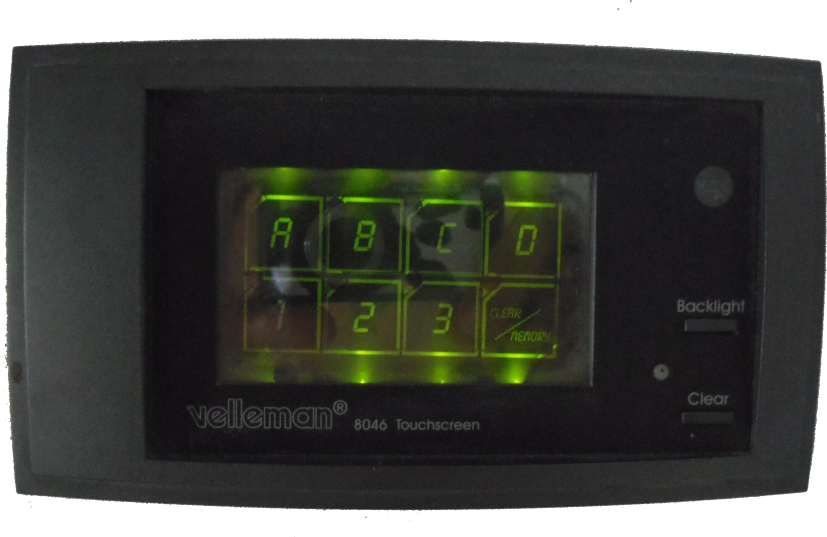 A B C D
1 2 3 CLEAR
MEMORY
Backlight
Clear
velleman® 8046 Touchscreen